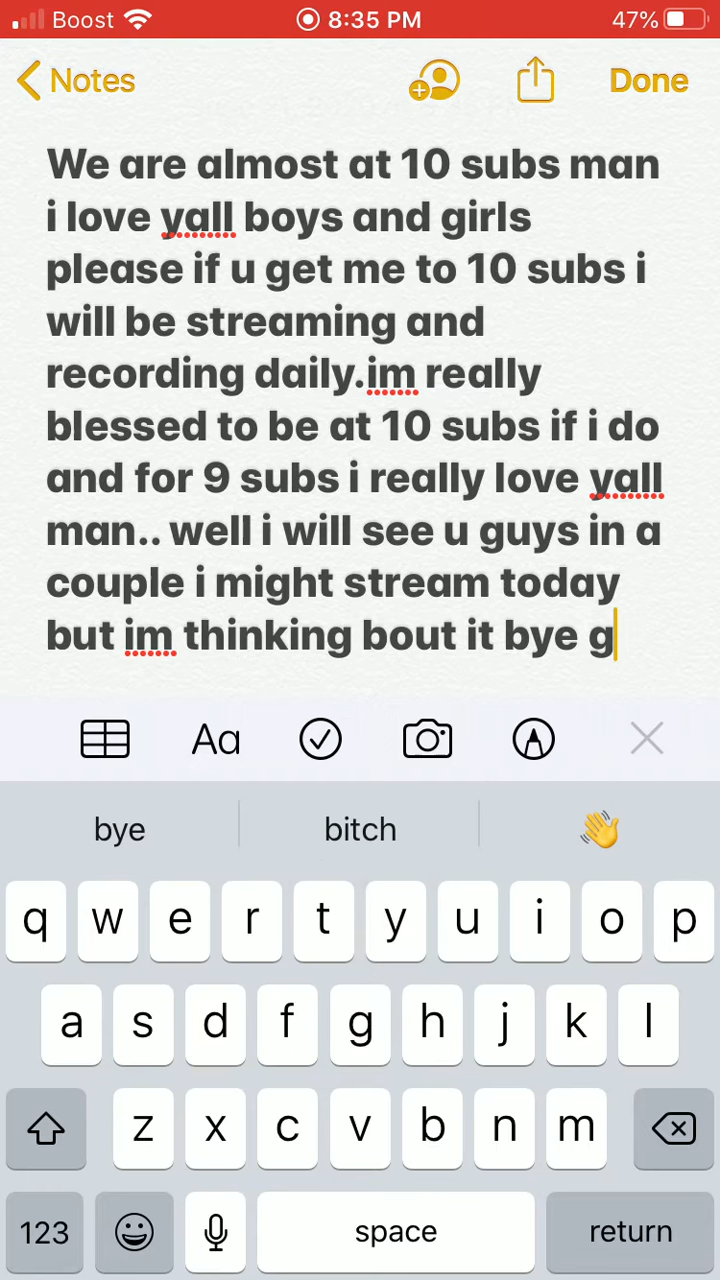 Boost 8:35 PM 47%
Notes Done
We are almost at 10 subs man
i love yall boys and girls
please if u get me to 10 subs i
will be streaming and
recording daily.im really
blessed to be at 10 subs if i do
and for 9 subs i really love yall
man.. well i will see u guys in a
couple i might stream today
but im thinking bout it bye g
Aa
bye bitch 👋
q w e r t y u i o p
a s d f g h j k l
z x c v b n m
123 space return